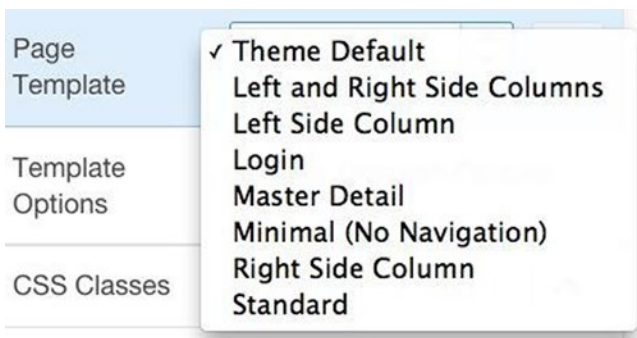 Page
Template
✓ Theme Default
Left and Right Side Columns
Left Side Column
Login
Master Detail
Minimal (No Navigation)
Right Side Column
Standard
Template
Options
CSS Classes